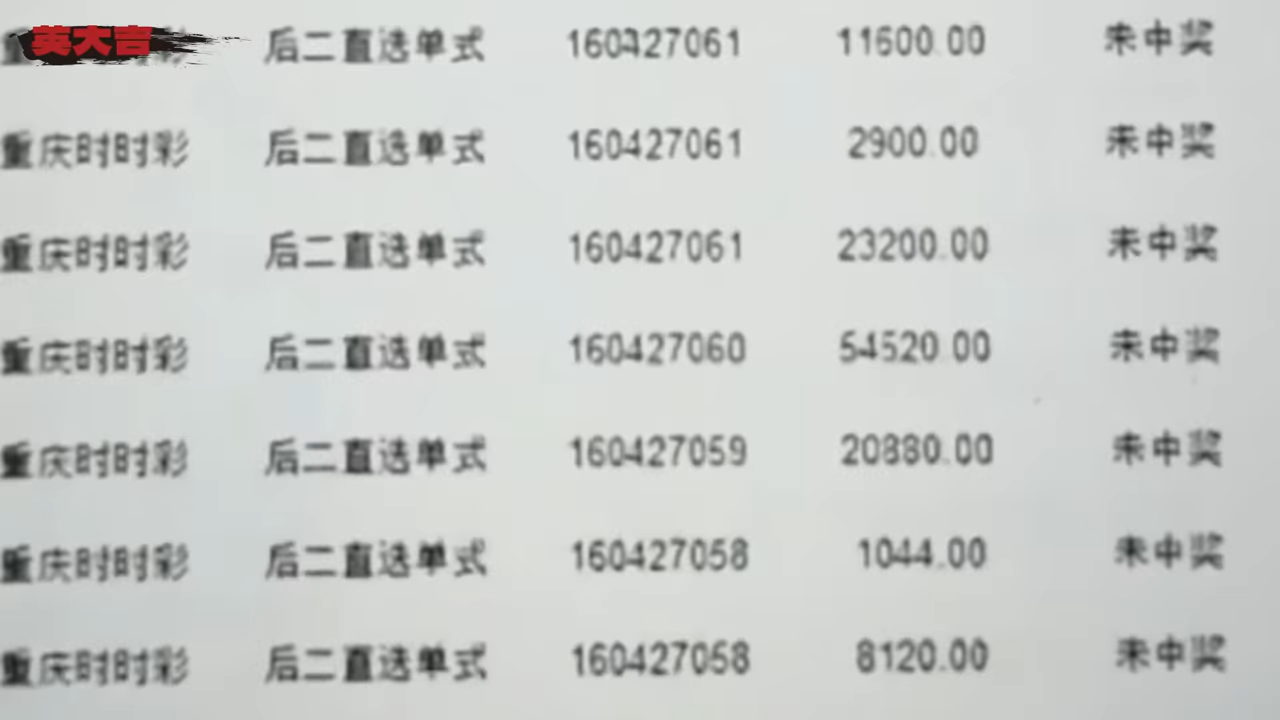 英大吉
后二直选单式 160427061 11600.00 未中奖
重庆时时彩 后二直选单式 160427061 2900.00 未中奖
重庆时时彩 后二直选单式 160427061 23200.00 未中奖
重庆时时彩 后二直选单式 160427060 54520.00 未中奖
重庆时时彩 后二直选单式 160427059 20880.00 未中奖
重庆时时彩 后二直选单式 160427058 1044.00 未中奖
重庆时时彩 后二直选单式 160427058 8120.00 未中奖